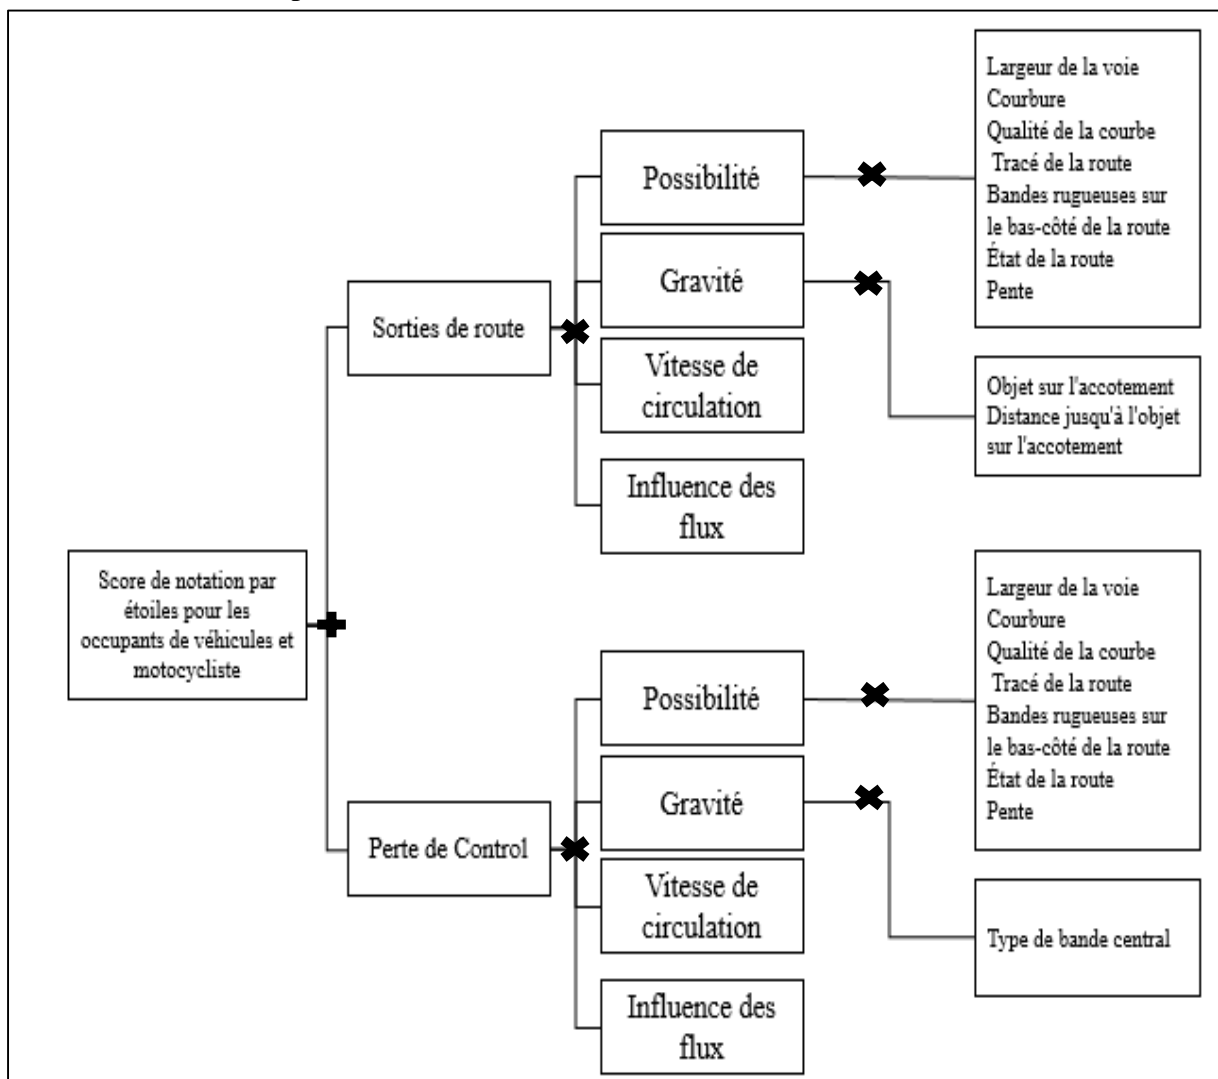 Score de notation par
étoiles pour les
occupants de véhicules et
motocycliste
Sorties de route
Possibilité
Largeur de la voie
Courbure
Qualité de la courbe
Tracé de la route
Bandes rugueuses sur
le bas-côté de la route
État de la route
Pente
Gravité
Objet sur l'accotement
Distance jusqu'à l'objet
sur l'accotement
Vitesse de
circulation
Influence des
flux
Perte de Control
Possibilité
Largeur de la voie
Courbure
Qualité de la courbe
Tracé de la route
Bandes rugueuses sur
le bas-côté de la route
État de la route
Pente
Gravité
Type de bande central
Vitesse de
circulation
Influence des
flux